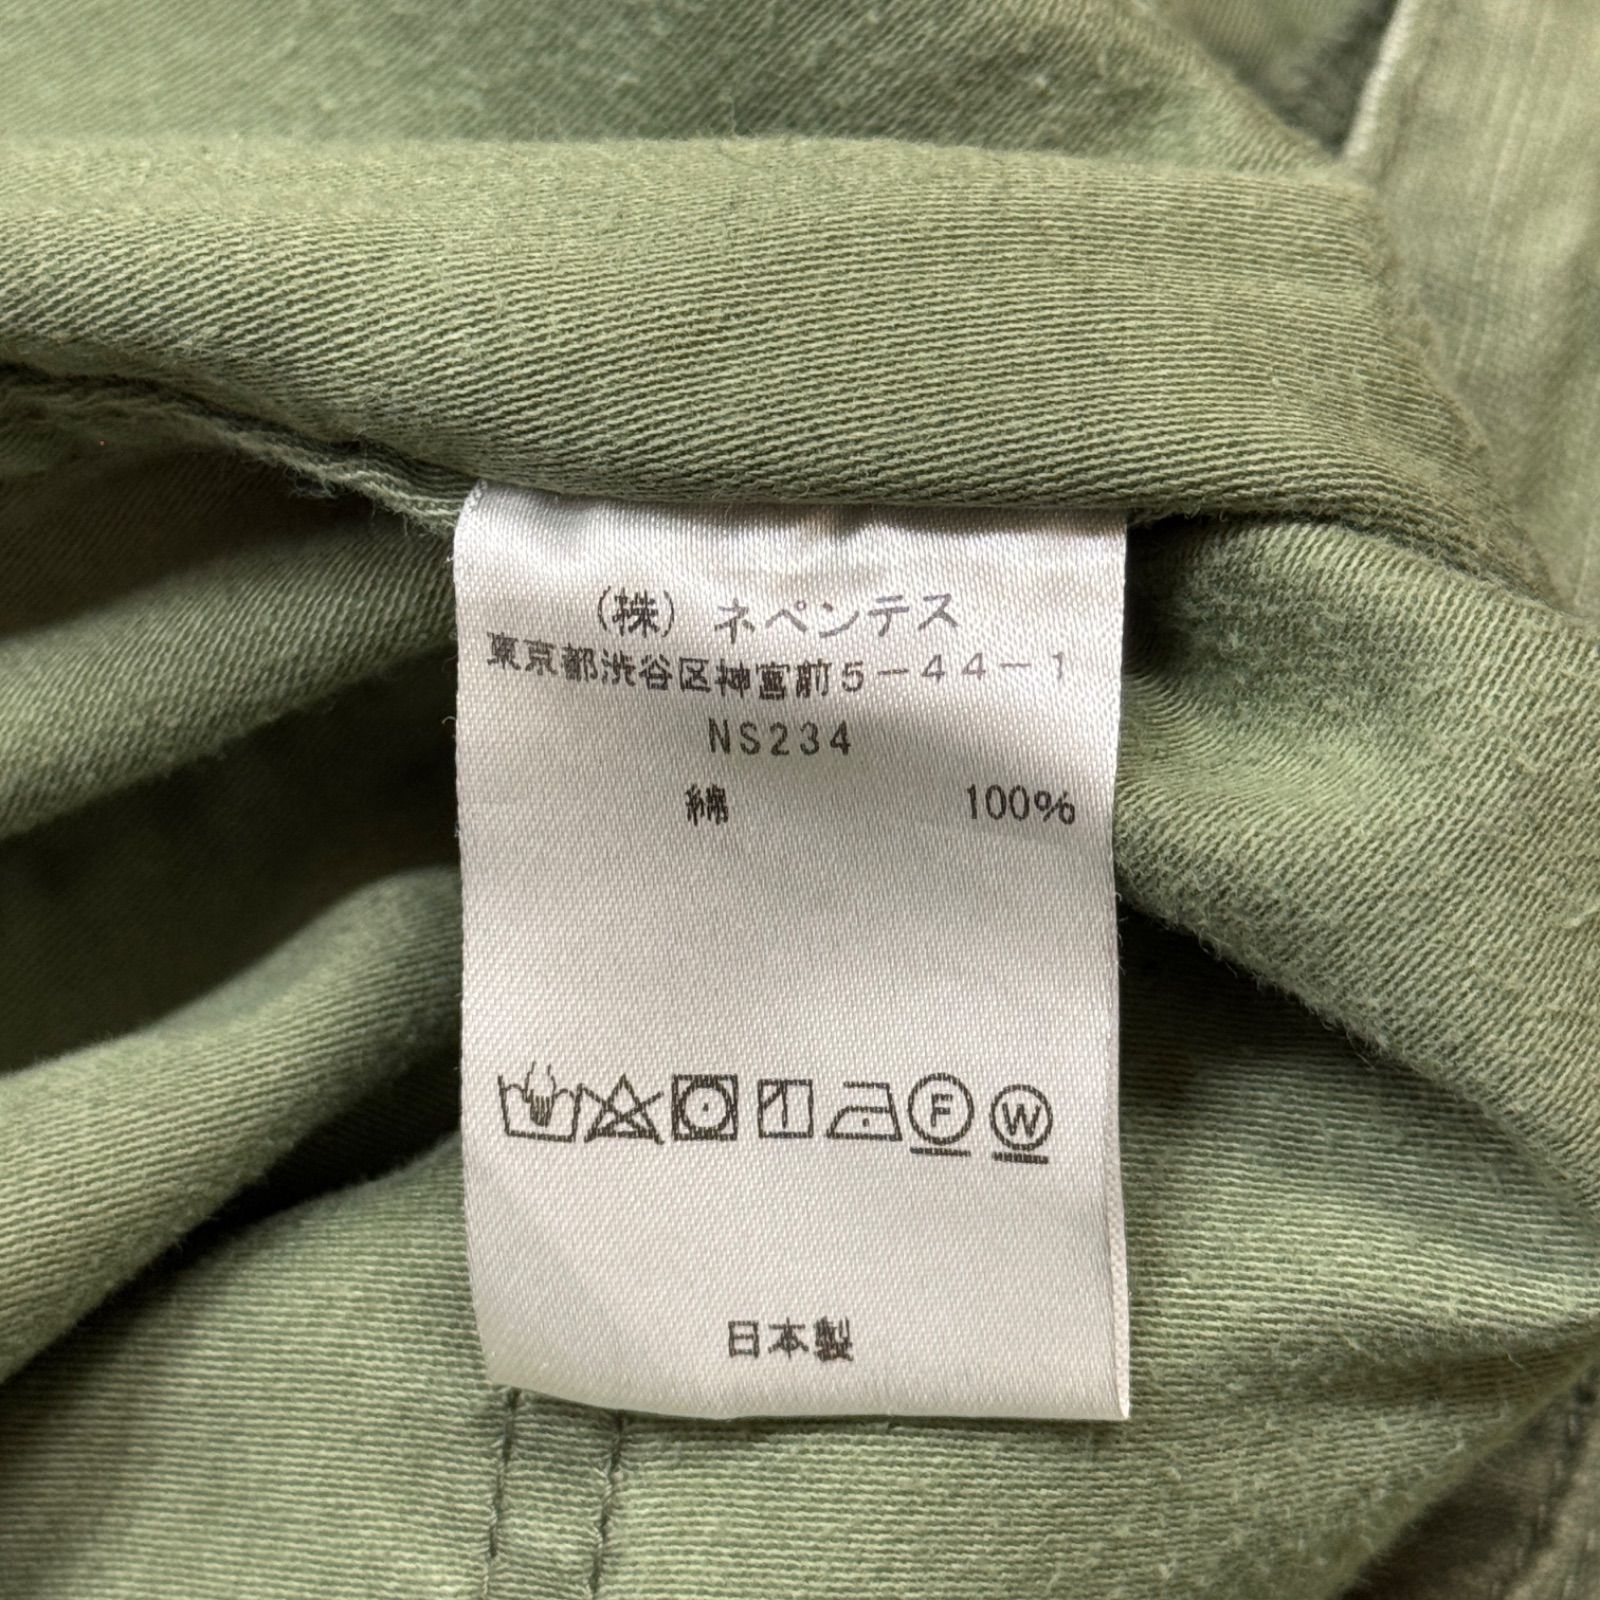 (株) ネペンテス
東京都渋谷区神宮前5-44-1
NS234
綿 100%
F W
日本製